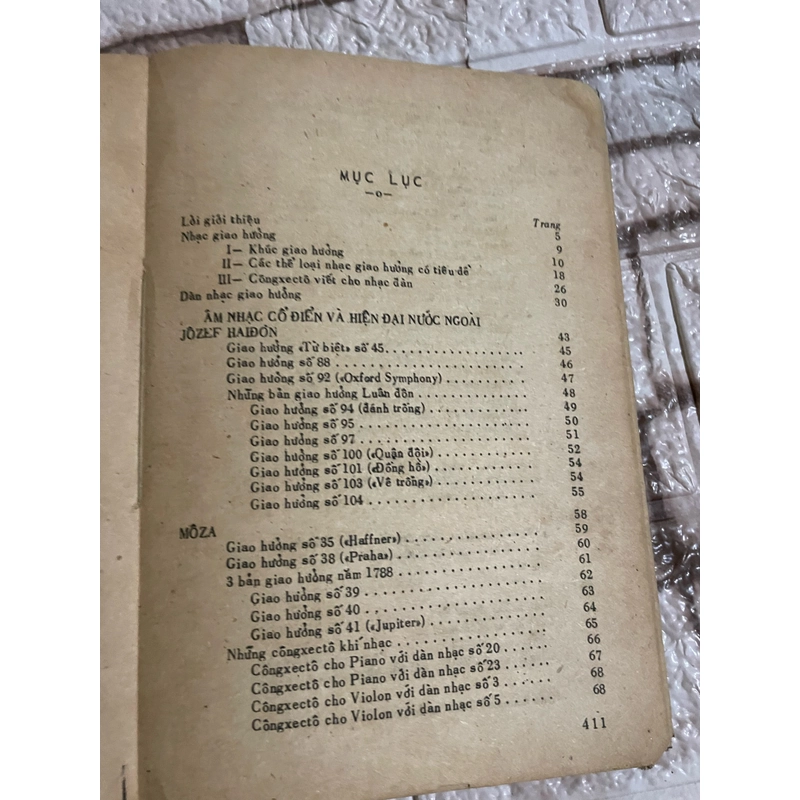 MỤC LỤC
—o—
Trang
Lời giới thiệu 5
Nhạc giao hưởng 9
I— Khúc giao hưởng 10
II— Các thể loại nhạc giao hưởng có tiêu đề 18
III— Côngxectô viết cho nhạc đàn 26
Dàn nhạc giao hưởng 30
ÂM NHẠC CỔ ĐIỂN VÀ HIỆN ĐẠI NƯỚC NGOÀI
JÔZEF HAIĐƠN 43
Giao hưởng «Từ biệt» số 45. . . . . . . . . . . . . . . . . . 45
Giao hưởng số 88 . . . . . . . . . . . . . . . . . . . . . . 46
Giao hưởng số 92 («Oxford Symphony) . . . . . . . . . . . 47
Những bản giao hưởng Luân đôn . . . . . . . . . . . . . . 48
Giao hưởng số 94 (đánh trống) . . . . . . . . . . . . . 49
Giao hưởng số 95 . . . . . . . . . . . . . . . . . . . 50
Giao hưởng số 97 . . . . . . . . . . . . . . . . . . . 51
Giao hưởng số 100 («Quận đội) . . . . . . . . . . . . 52
Giao hưởng số 101 («Đồng hồ) . . . . . . . . . . . . 54
Giao hưởng số 103 («Vê trống») . . . . . . . . . . . . 54
Giao hưởng số 104 . . . . . . . . . . . . . . . . . . 55
MÔZA 58
Giao hưởng số 35 («Haffner») . . . . . . . . . . . . . . . 59
Giao hưởng số 38 («Praha») . . . . . . . . . . . . . . . . 60
3 bản giao hưởng năm 1788 . . . . . . . . . . . . . . . . 61
Giao hưởng số 39 . . . . . . . . . . . . . . . . . . . 62
Giao hưởng số 40 . . . . . . . . . . . . . . . . . . . 63
Giao hưởng số 41 («Jupiter») . . . . . . . . . . . . . 64
Những côngxectô khí nhạc . . . . . . . . . . . . . . . . 65
Côngxectô cho Piano với dàn nhạc số 20 . . . . . . 66
Côngxectô cho Piano với dàn nhạc số 23 . . . . . . 67
Côngxectô cho Violon với dàn nhạc số 3 . . . . . . 68
Côngxectô cho Violon với dàn nhạc số 5 . . . . . . 68
411